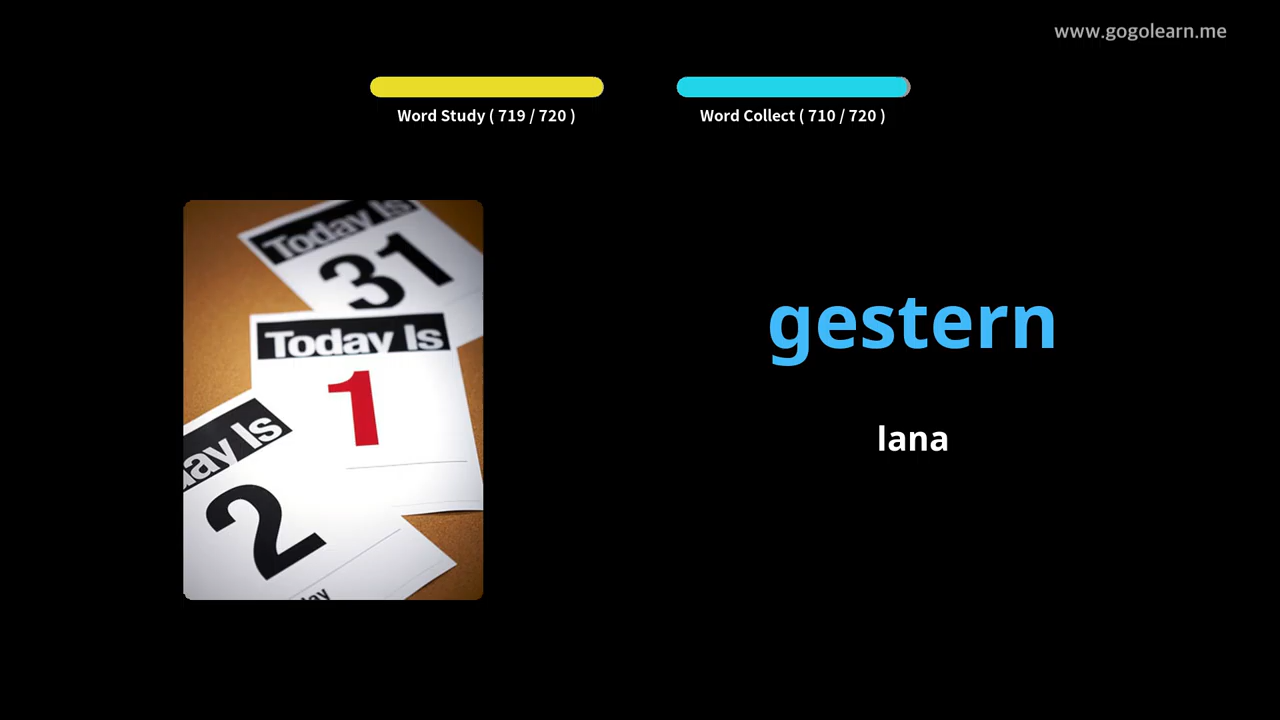 www.gogolearn.me
Word Study ( 719 / 720 )
Word Collect ( 710 / 720 )
Today Is
31
Today Is
1
ay Is
2
gestern
lana